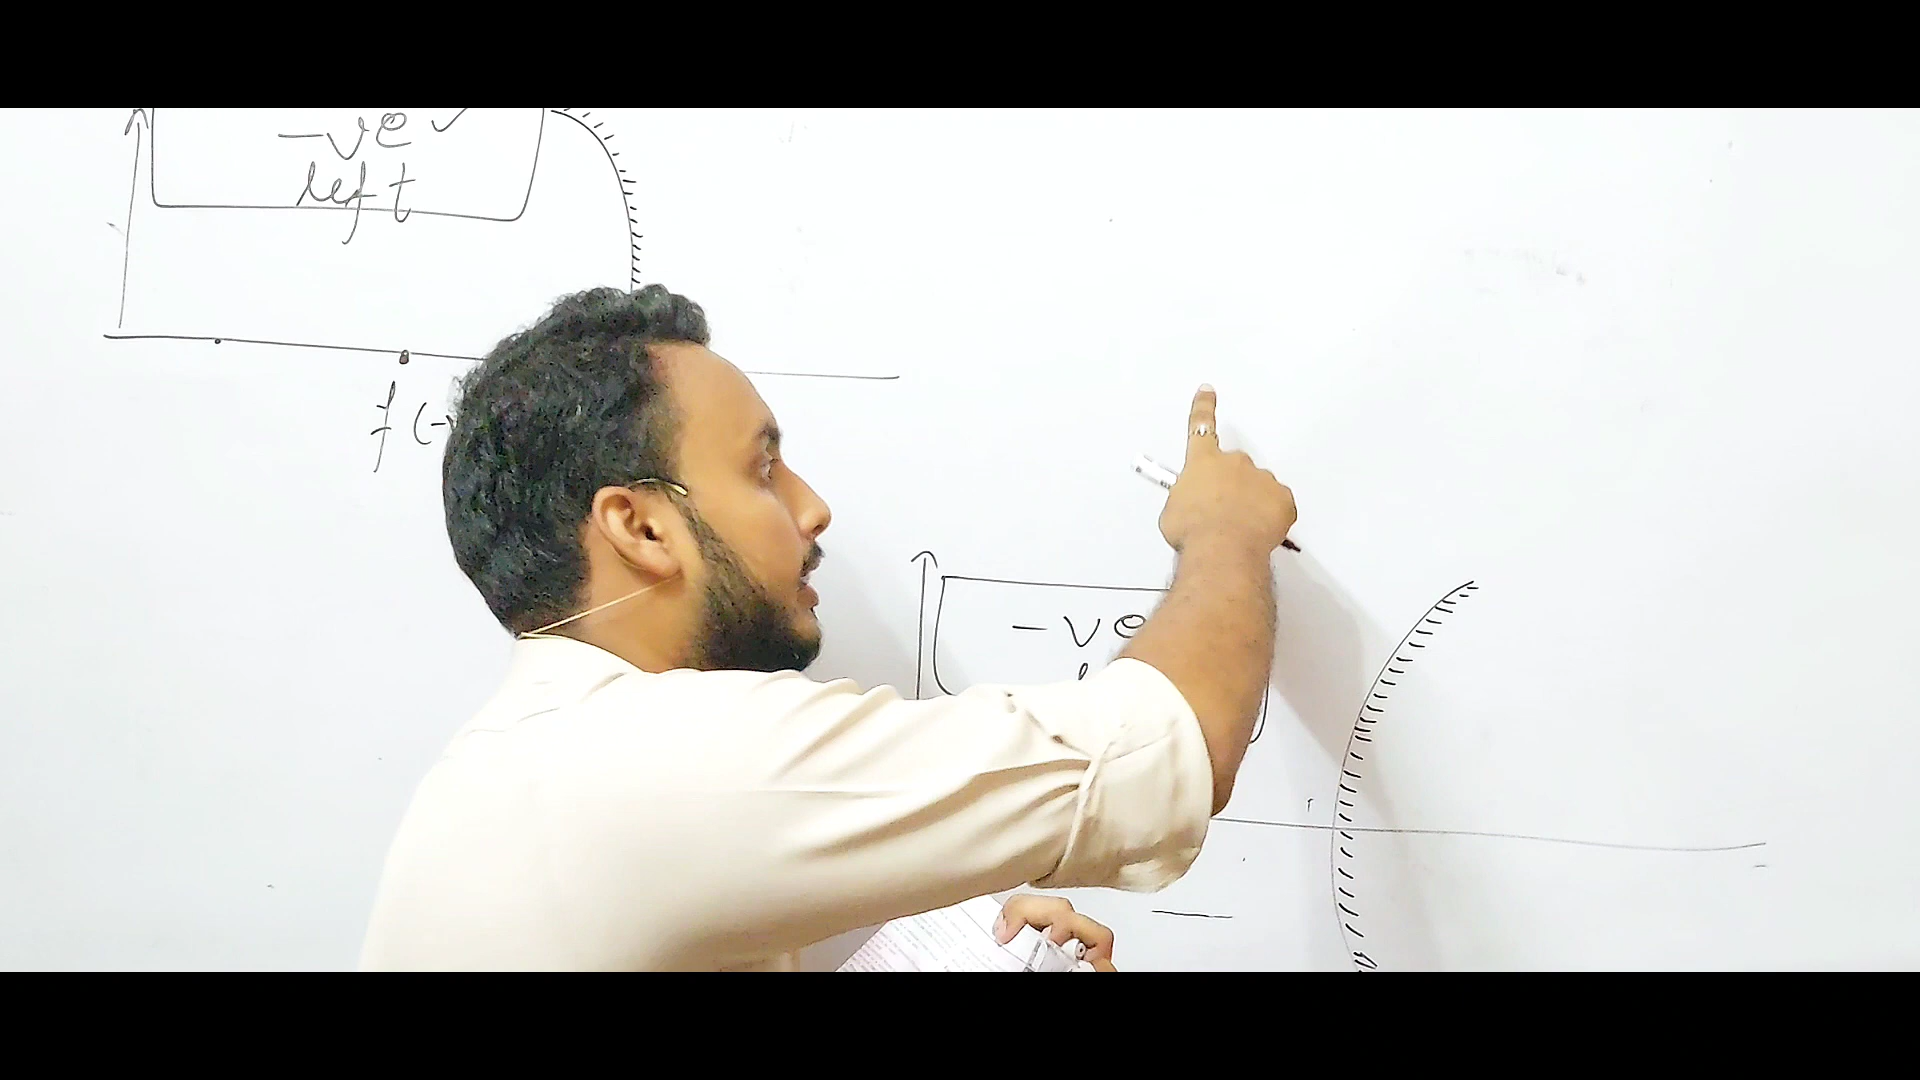 -ve ✓
left
f (-
-ve